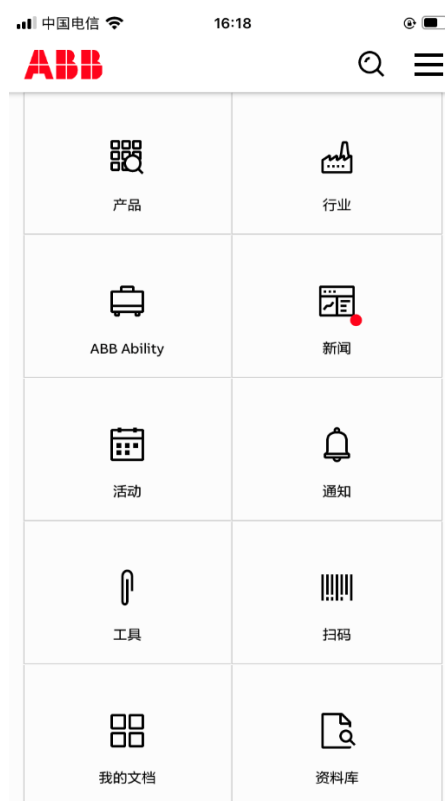 中国电信 16:18
ABB
产品 行业
ABB Ability 新闻
活动 通知
工具 扫码
我的文档 资料库